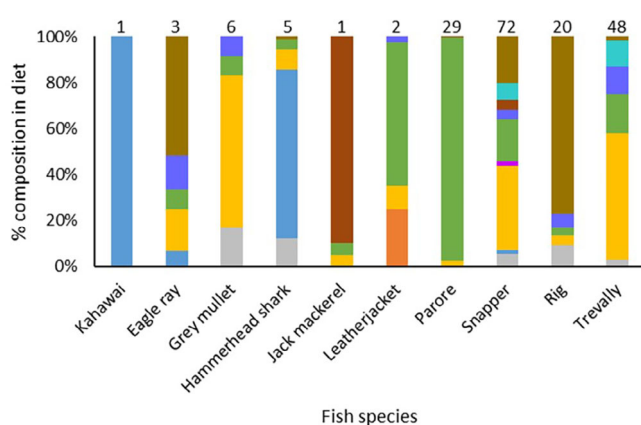 1 3 6 5 1 2 29 72 20 48
100%
80%
60%
40%
20%
0%
% composition in diet
Kahawai
Eagle ray
Grey mullet
Hammerhead shark
Jack mackerel
Leatherjacket
Parore
Snapper
Rig
Trevally
Fish species